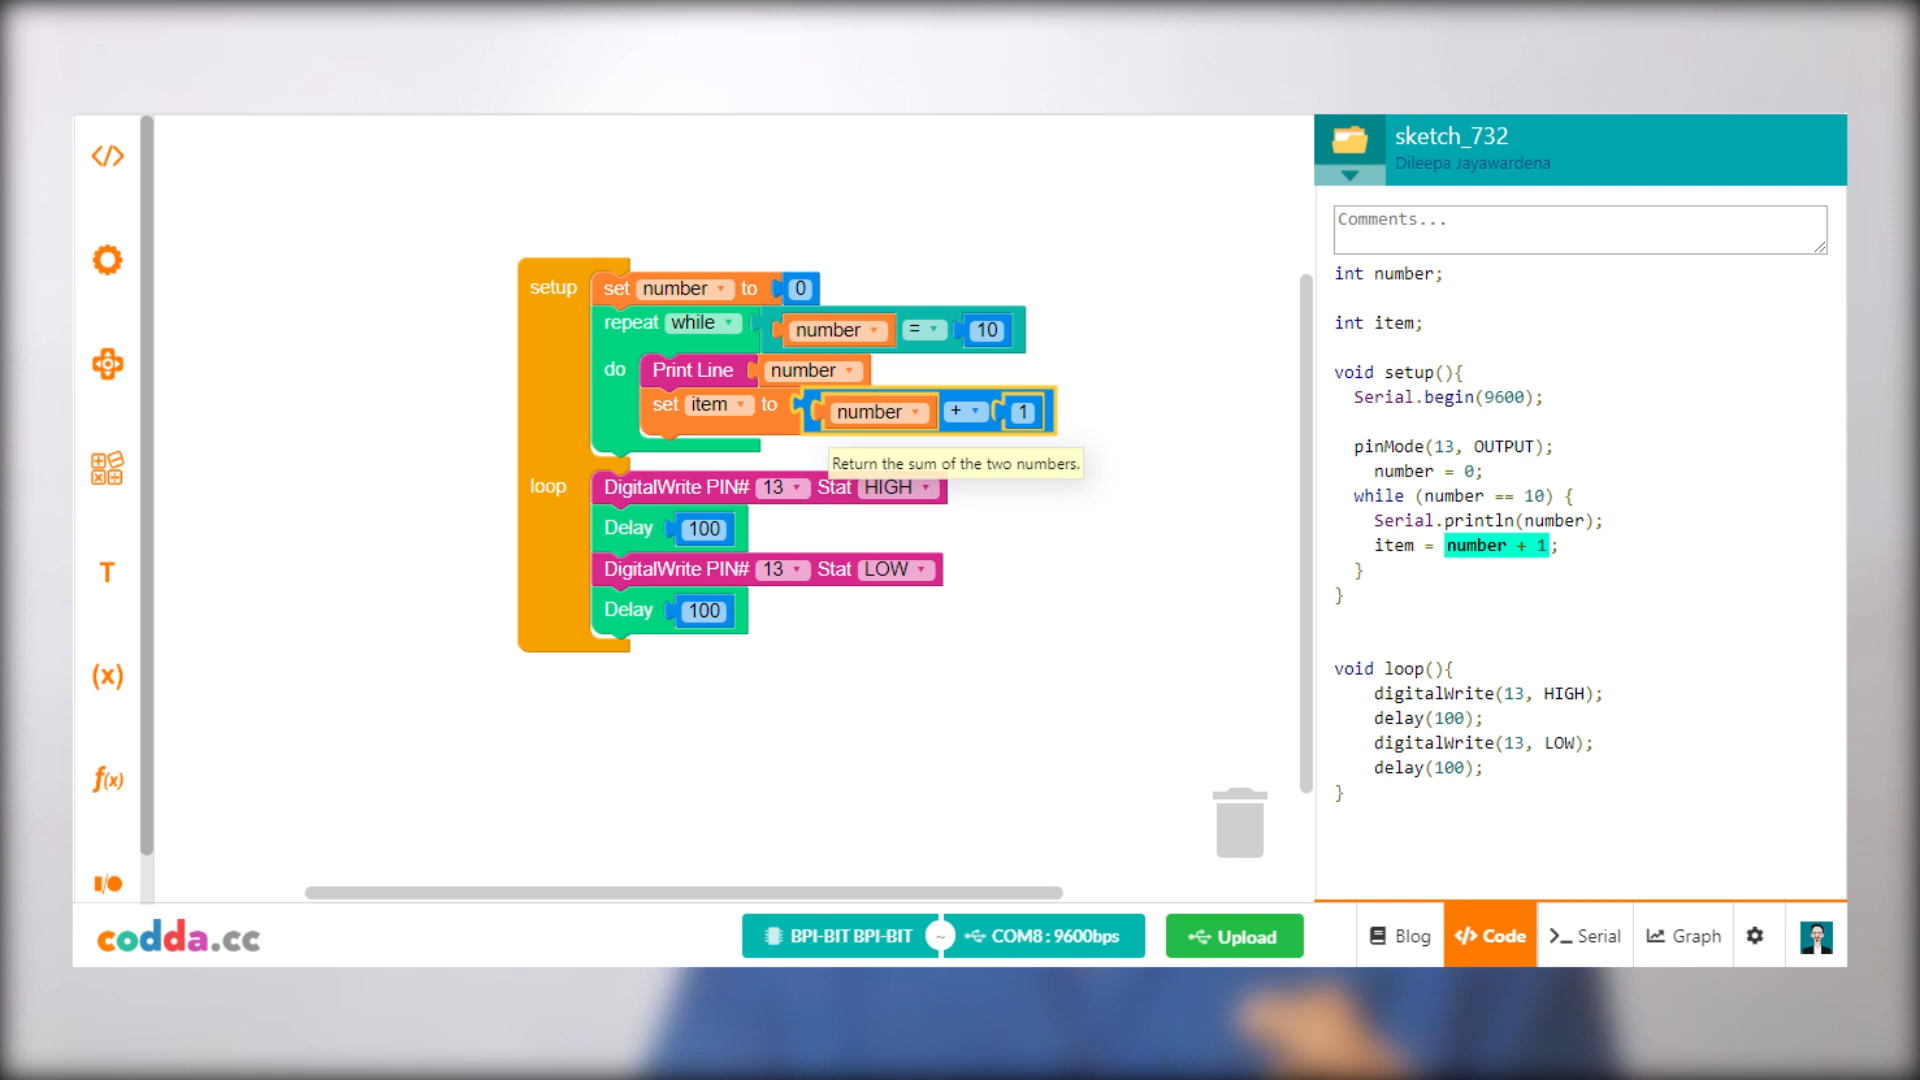 sketch_732
Dileepa Jayawardena
Comments...
setup
set number to 0
repeat while number = 10
do
Print Line number
set item to number + 1
Return the sum of the two numbers.
loop
DigitalWrite PIN# 13 Stat HIGH
Delay 100
DigitalWrite PIN# 13 Stat LOW
Delay 100
int number;
int item;
void setup(){
Serial.begin(9600);
pinMode(13, OUTPUT);
number = 0;
while (number == 10) {
Serial.println(number);
item = number + 1;
}
}
void loop(){
digitalWrite(13, HIGH);
delay(100);
digitalWrite(13, LOW);
delay(100);
}
T
(x)
f(x)
codda.cc
BPI-BIT BPI-BIT ~ COM8 : 9600bps
Upload
Blog
</> Code
>_ Serial
Graph